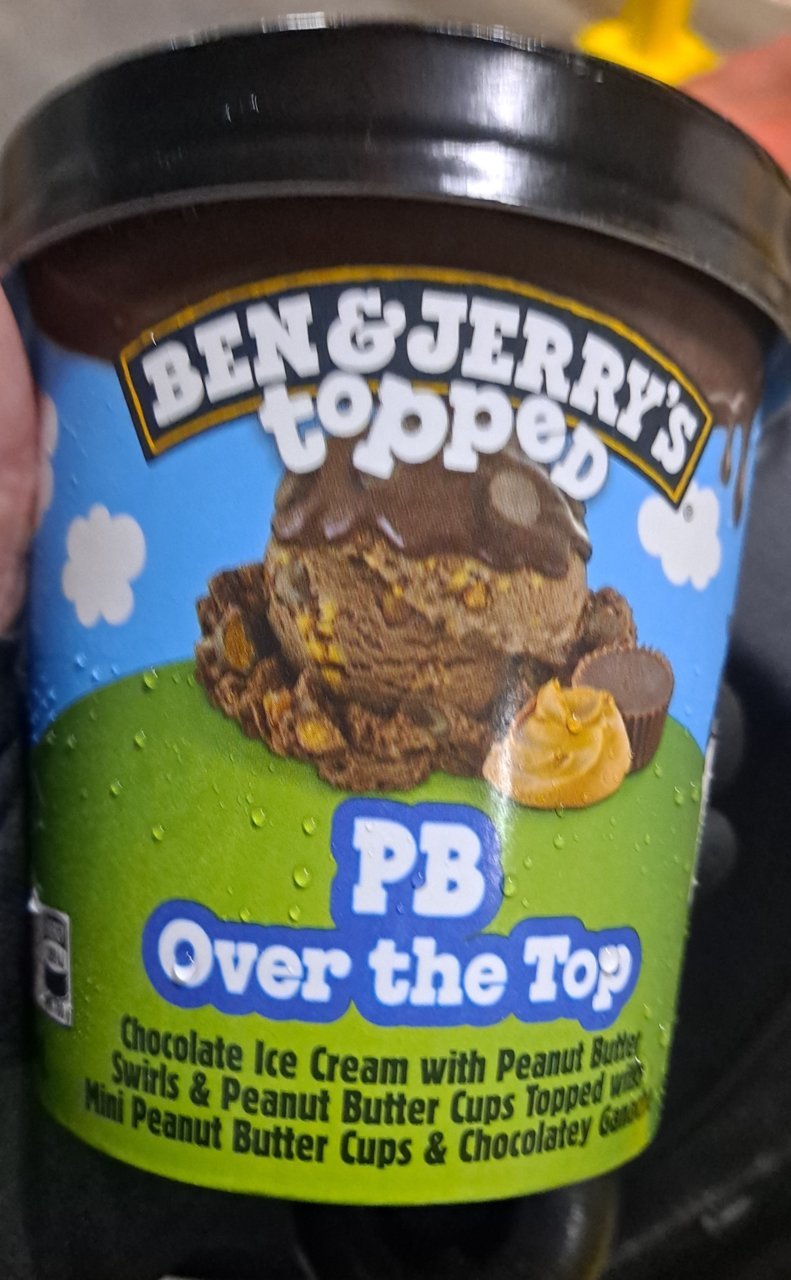 BEN & JERRY'S
topped
PB
Over the Top
Chocolate Ice Cream with Peanut Butter
Swirls & Peanut Butter Cups Topped with
Mini Peanut Butter Cups & Chocolatey